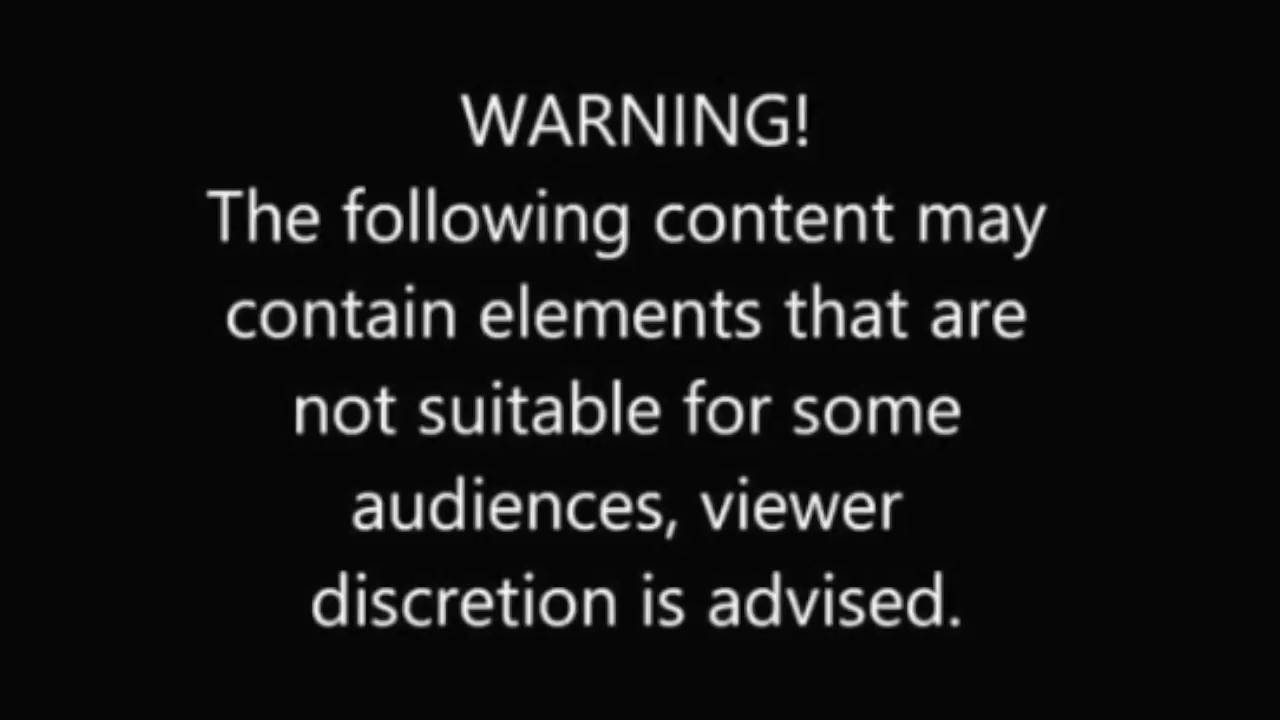 WARNING!
The following content may
contain elements that are
not suitable for some
audiences, viewer
discretion is advised.